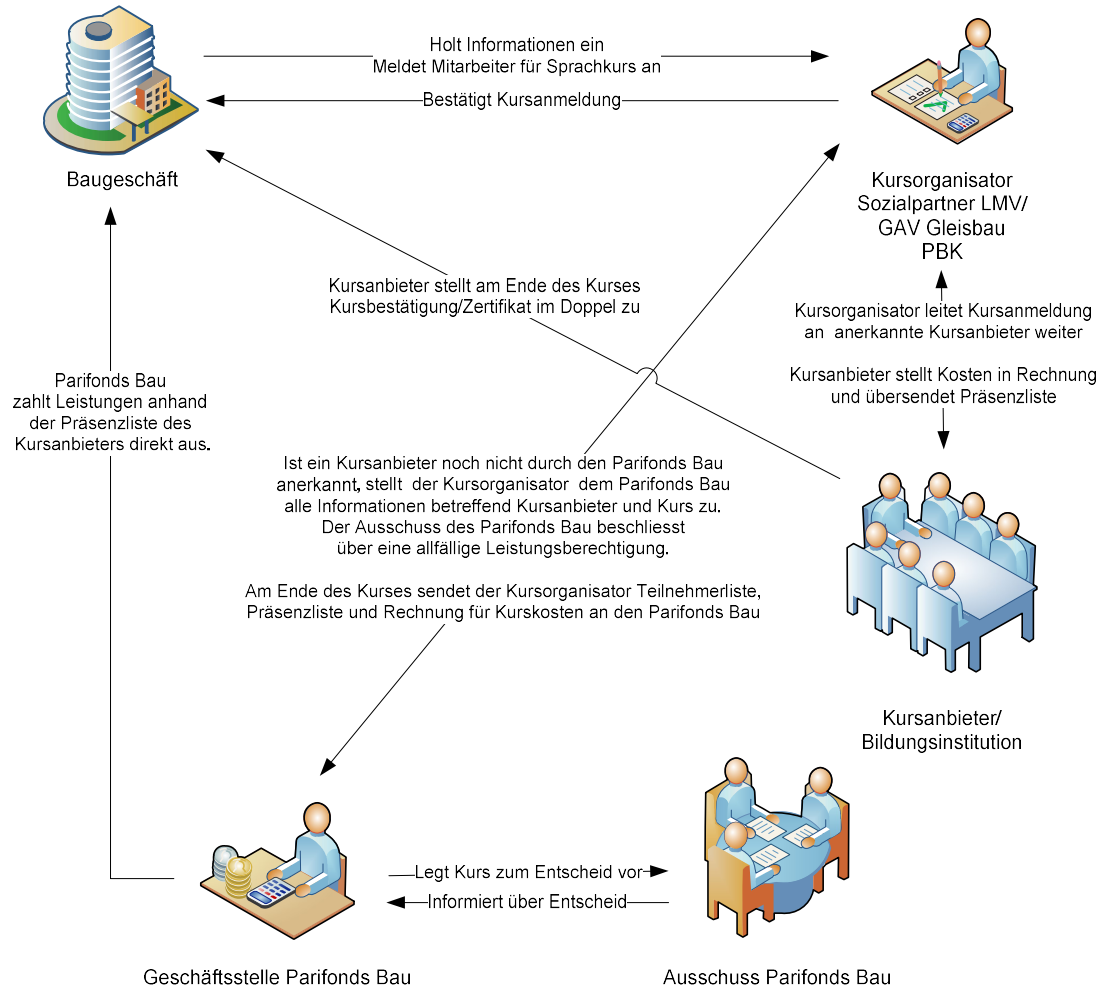 Holt Informationen ein
Meldet Mitarbeiter für Sprachkurs an
Bestätigt Kursanmeldung
Baugeschäft
Kursorganisator
Sozialpartner LMV/
GAV Gleisbau
PBK
Kursanbieter stellt am Ende des Kurses
Kursbestätigung/Zertifikat im Doppel zu
Kursorganisator leitet Kursanmeldung
an anerkannte Kursanbieter weiter
Kursanbieter stellt Kosten in Rechnung
und übersendet Präsenzliste
Parifonds Bau
zahlt Leistungen anhand
der Präsenzliste des
Kursanbieters direkt aus.
Ist ein Kursanbieter noch nicht durch den Parifonds Bau
anerkannt, stellt der Kursorganisator dem Parifonds Bau
alle Informationen betreffend Kursanbieter und Kurs zu.
Der Ausschuss des Parifonds Bau beschliesst
über eine allfällige Leistungsberechtigung.
Am Ende des Kurses sendet der Kursorganisator Teilnehmerliste,
Präsenzliste und Rechnung für Kurskosten an den Parifonds Bau
Kursanbieter/
Bildungsinstitution
Legt Kurs zum Entscheid vor
Informiert über Entscheid
Geschäftsstelle Parifonds Bau
Ausschuss Parifonds Bau